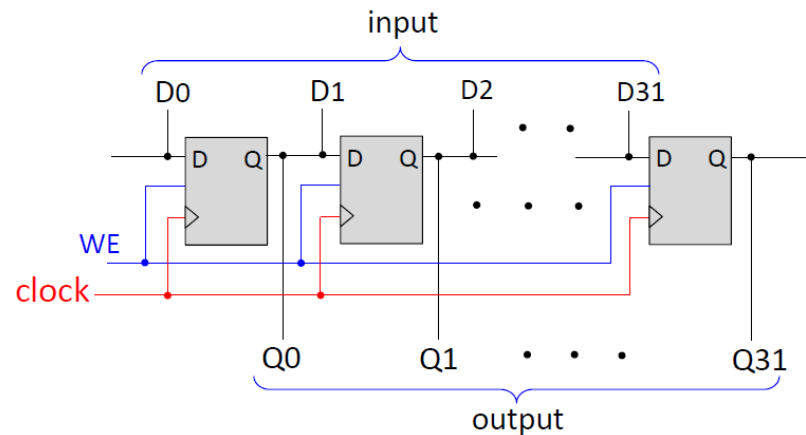 input
D0 D1 D2 D31
D Q D Q D Q
WE
clock
Q0 Q1 Q31
output